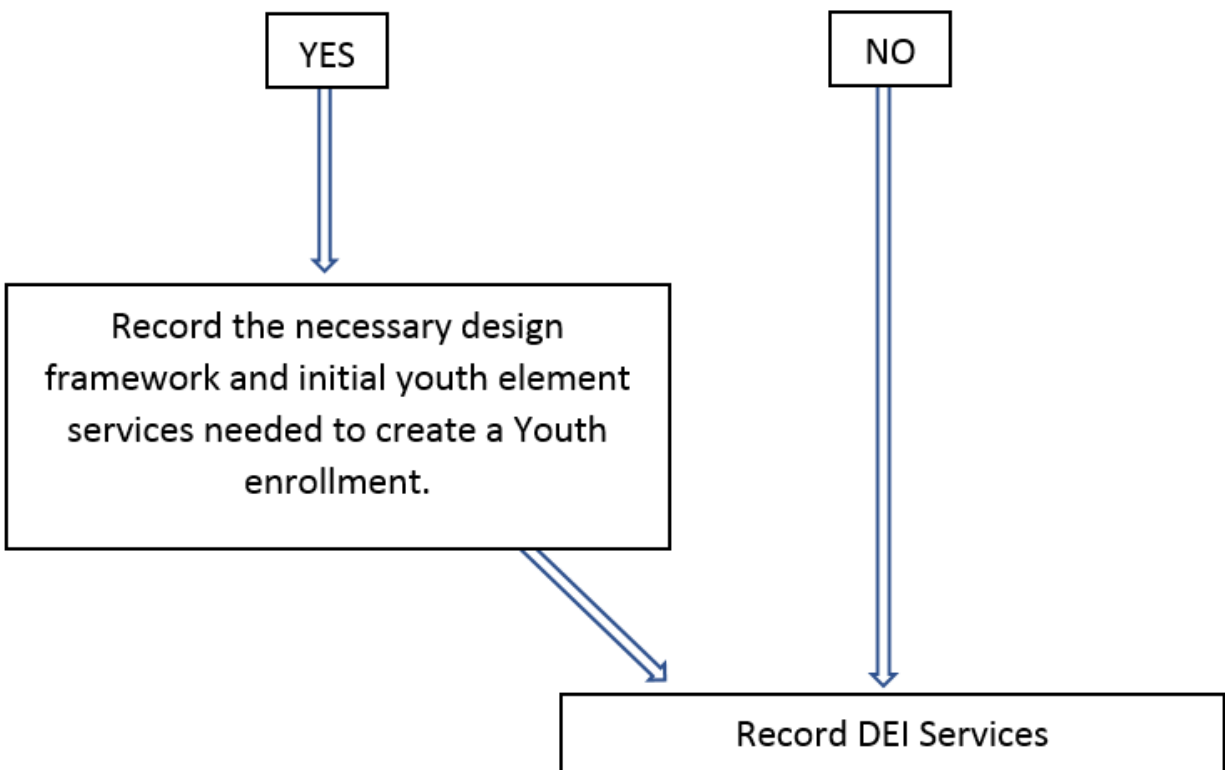 YES
NO
Record the necessary design
framework and initial youth element
services needed to create a Youth
enrollment.
Record DEI Services